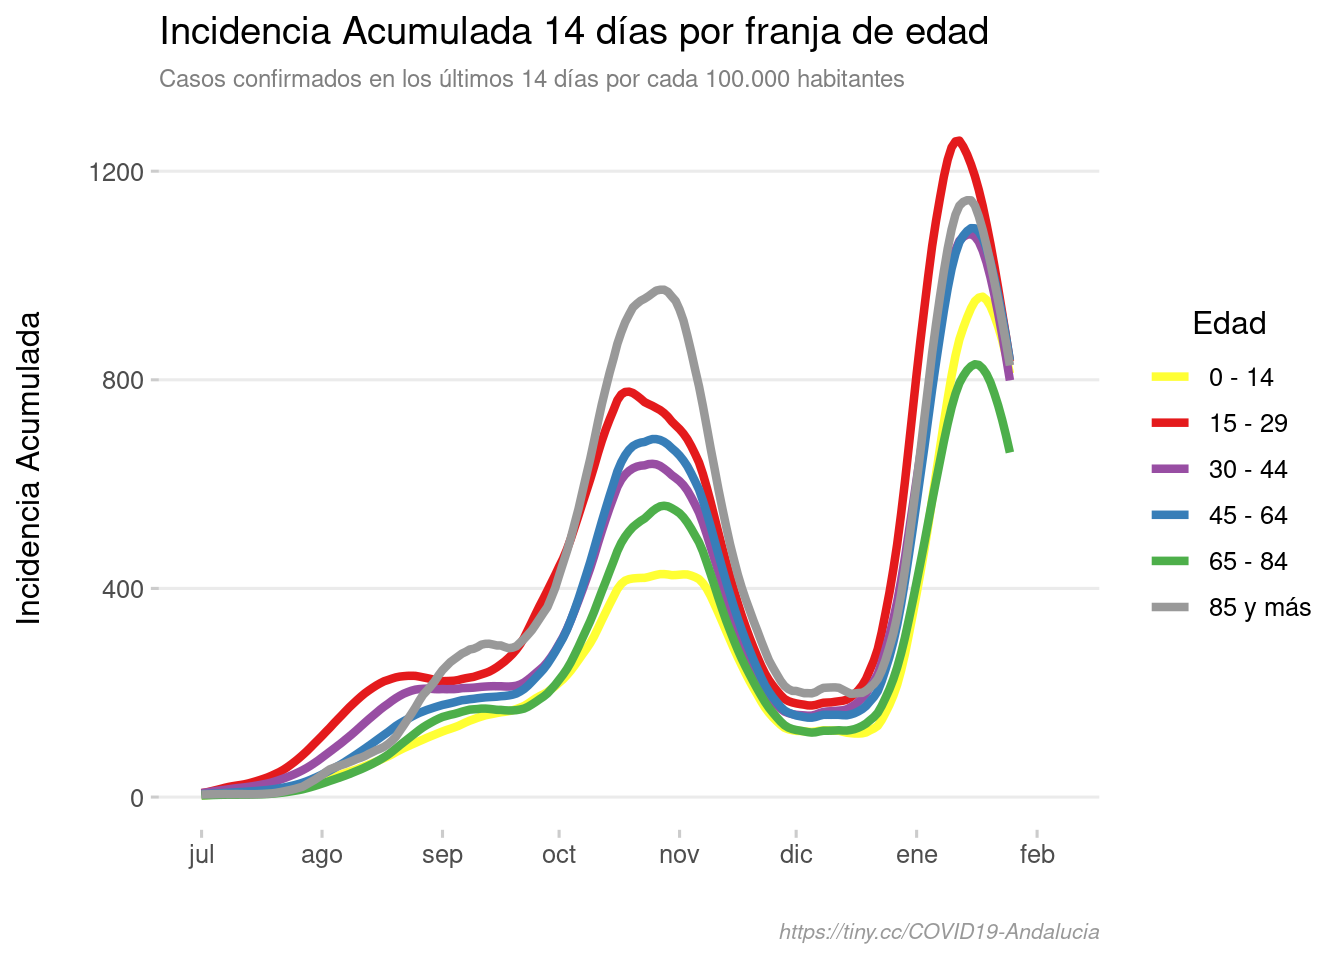 Incidencia Acumulada 14 días por franja de edad
Casos confirmados en los últimos 14 días por cada 100.000 habitantes
Incidencia Acumulada
1200
800
400
0
jul ago sep oct nov dic ene feb
Edad
0 - 14
15 - 29
30 - 44
45 - 64
65 - 84
85 y más
https://tiny.cc/COVID19-Andalucia